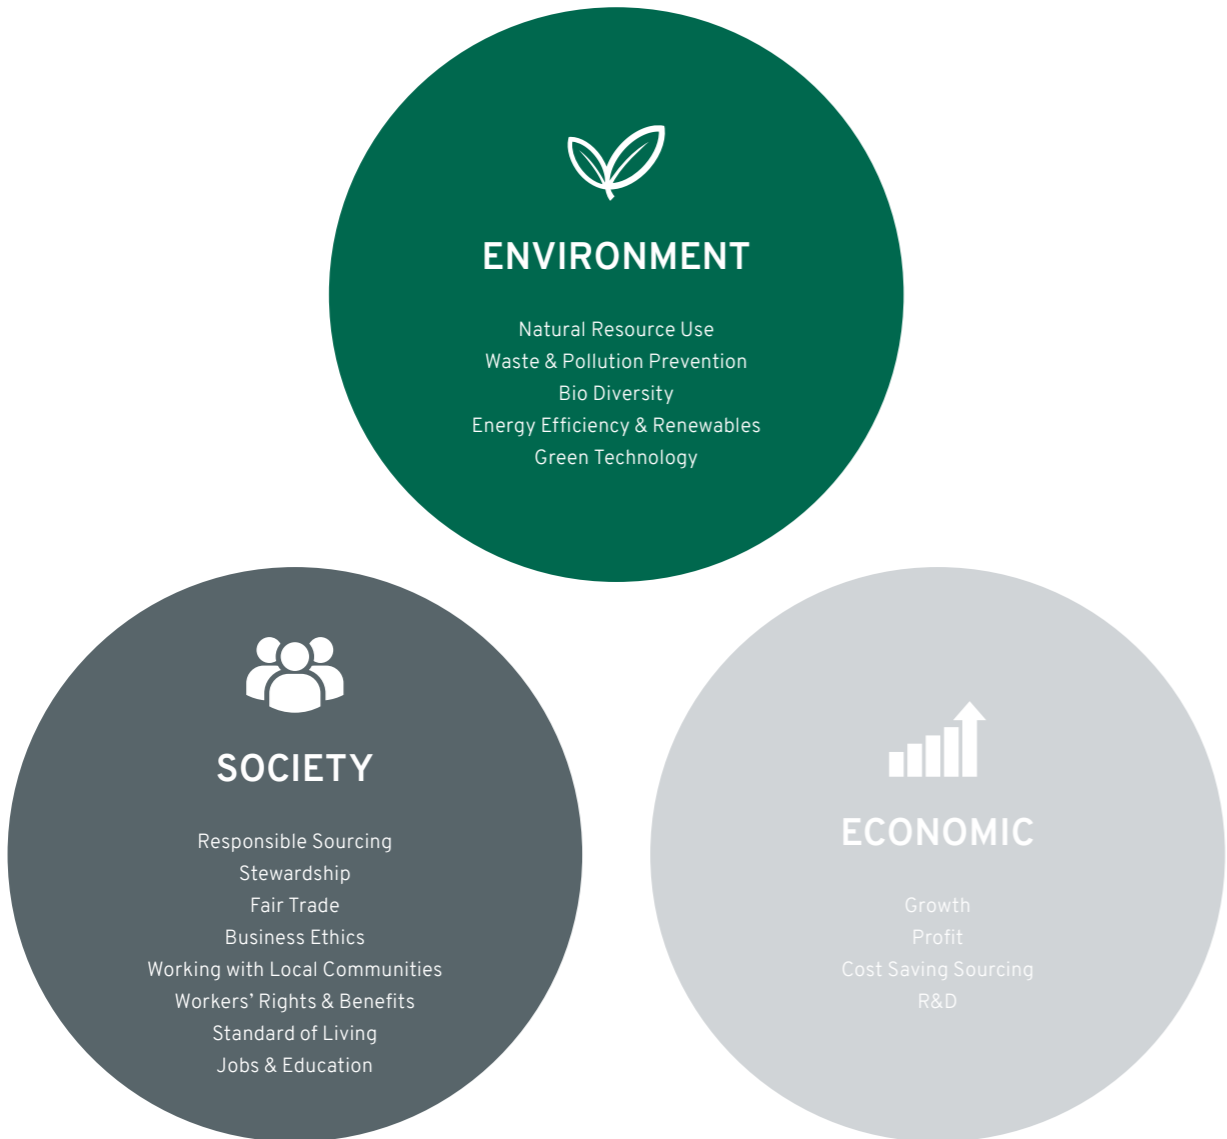 ENVIRONMENT
Natural Resource Use
Waste & Pollution Prevention
Bio Diversity
Energy Efficiency & Renewables
Green Technology
SOCIETY
Responsible Sourcing
Stewardship
Fair Trade
Business Ethics
Working with Local Communities
Workers’ Rights & Benefits
Standard of Living
Jobs & Education
ECONOMIC
Growth
Profit
Cost Saving Sourcing
R&D